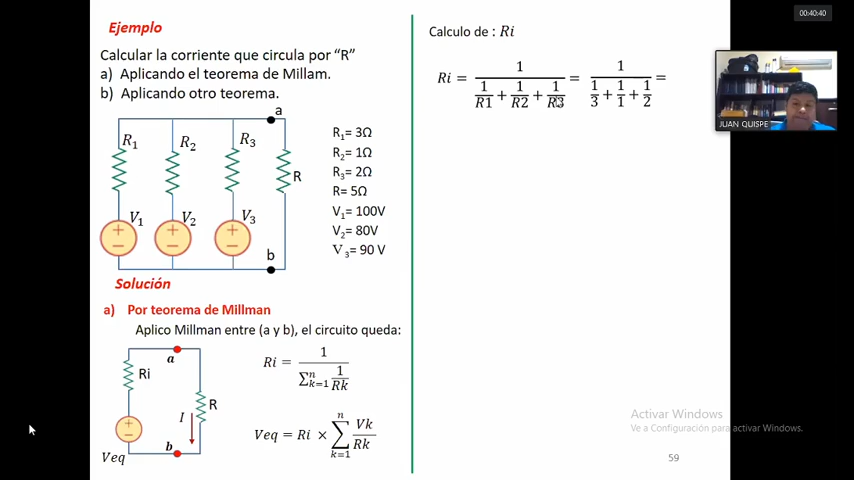 00:40:40
Ejemplo
Calcular la corriente que circula por “R”
a) Aplicando el teorema de Millam.
b) Aplicando otro teorema.
a
R1
R2
R3
R
V1
V2
V3
b
R1= 3Ω
R2= 1Ω
R3= 2Ω
R= 5Ω
V1= 100V
V2= 80V
V3= 90 V
Solución
a) Por teorema de Millman
Aplico Millman entre (a y b), el circuito queda:
a
Ri
R
I
b
Veq
Ri = 1 / ∑_{k=1}^{n} 1/Rk
Veq = Ri × ∑_{k=1}^{n} Vk/Rk
Calculo de : Ri
Ri = 1 / (1/R1 + 1/R2 + 1/R3) = 1 / (1/3 + 1/1 + 1/2) =
JUAN QUISPE
Activar Windows
Ve a Configuración para activar Windows.
59